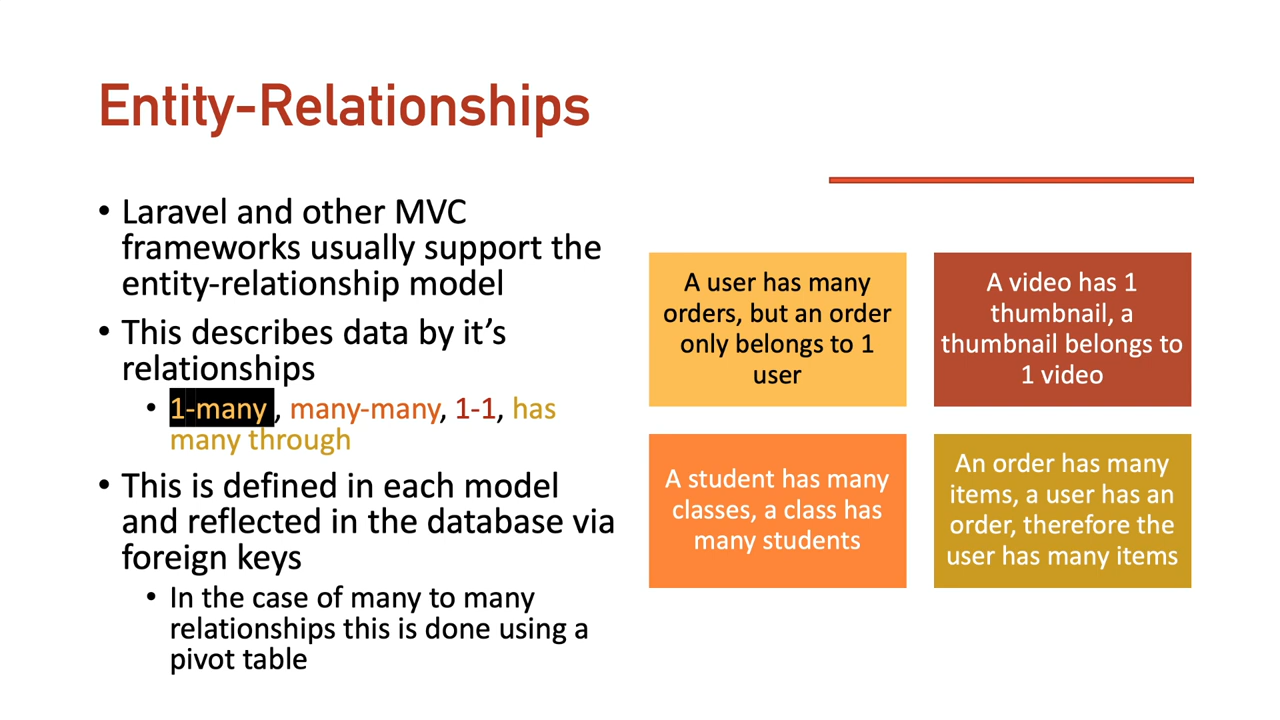 Entity-Relationships
• Laravel and other MVC
frameworks usually support the
entity-relationship model
• This describes data by it’s
relationships
• 1-many , many-many, 1-1, has
many through
• This is defined in each model
and reflected in the database via
foreign keys
• In the case of many to many
relationships this is done using a
pivot table
A user has many
orders, but an order
only belongs to 1
user
A video has 1
thumbnail, a
thumbnail belongs to
1 video
A student has many
classes, a class has
many students
An order has many
items, a user has an
order, therefore the
user has many items